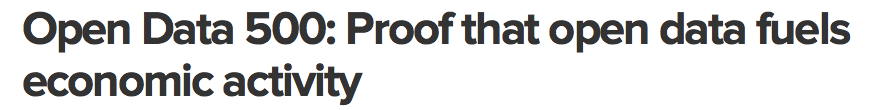 Open Data 500: Proof that open data fuels
economic activity